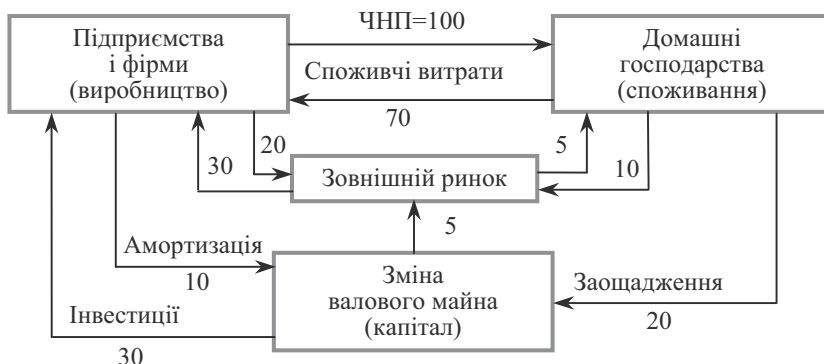 Підприємства
і фірми
(виробництво)
ЧНП=100
Споживчі витрати
70
Домашні
господарства
(споживання)
20
30
Зовнішній ринок
5
10
5
Амортизація
10
Зміна
валового майна
(капітал)
Заощадження
20
Інвестиції
30